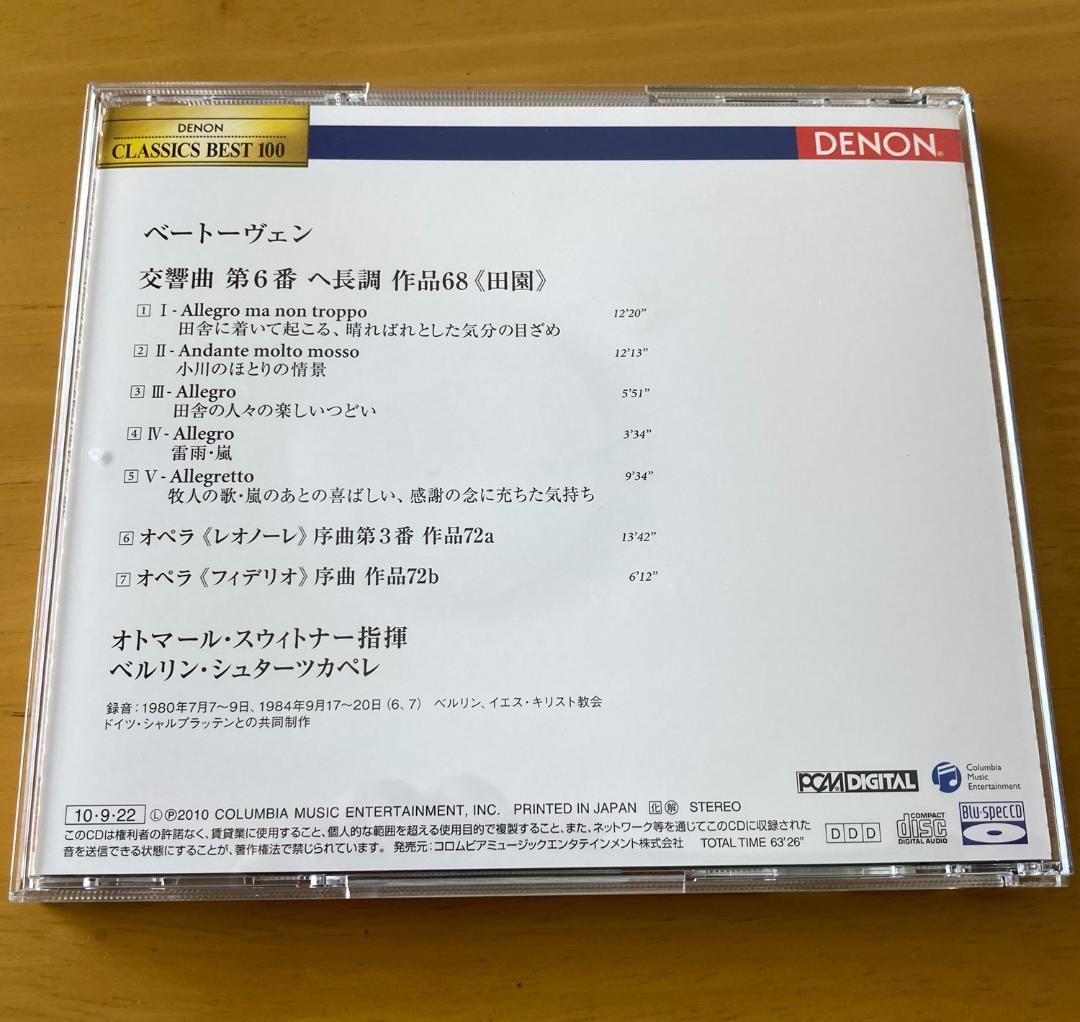 DENON
CLASSICS BEST 100
DENON
ベートーヴェン
交響曲 第6番 ヘ長調 作品68《田園》
1 I - Allegro ma non troppo 12'20"
田舎に着いて起こる、晴ればれとした気分の目ざめ
2 II - Andante molto mosso 12'13"
小川のほとりの情景
3 III - Allegro 5'51"
田舎の人々の楽しいつどい
4 IV - Allegro 3'34"
雷雨・嵐
5 V - Allegretto 9'34"
牧人の歌・嵐のあとの喜ばしい、感謝の念に充ちた気持ち
6 オペラ《レオノーレ》序曲第3番 作品72a 13'42"
7 オペラ《フィデリオ》序曲 作品72b 6'12"
オトマール・スウィトナー指揮
ベルリン・シュターツカペレ
録音：1980年7月7～9日、1984年9月17～20日（6、7） ベルリン、イエス・キリスト教会
ドイツ・シャルプラッテンとの共同制作
PCM DIGITAL
Columbia
Music
Entertainment
10・9・22 ⓁⓅ2010 COLUMBIA MUSIC ENTERTAINMENT, INC. PRINTED IN JAPAN 化 解 STEREO
このCDは権利者の許諾なく、賃貸業に使用すること、個人的な範囲を超える使用目的で複製すること、また、ネットワーク等を通じてこのCDに収録された
音を送信できる状態にすることが、著作権法で禁じられています。 発売元：コロムビアミュージックエンタテインメント株式会社 TOTAL TIME 63'26"
D D D
COMPACT
disc
DIGITAL AUDIO
Blu-specCD